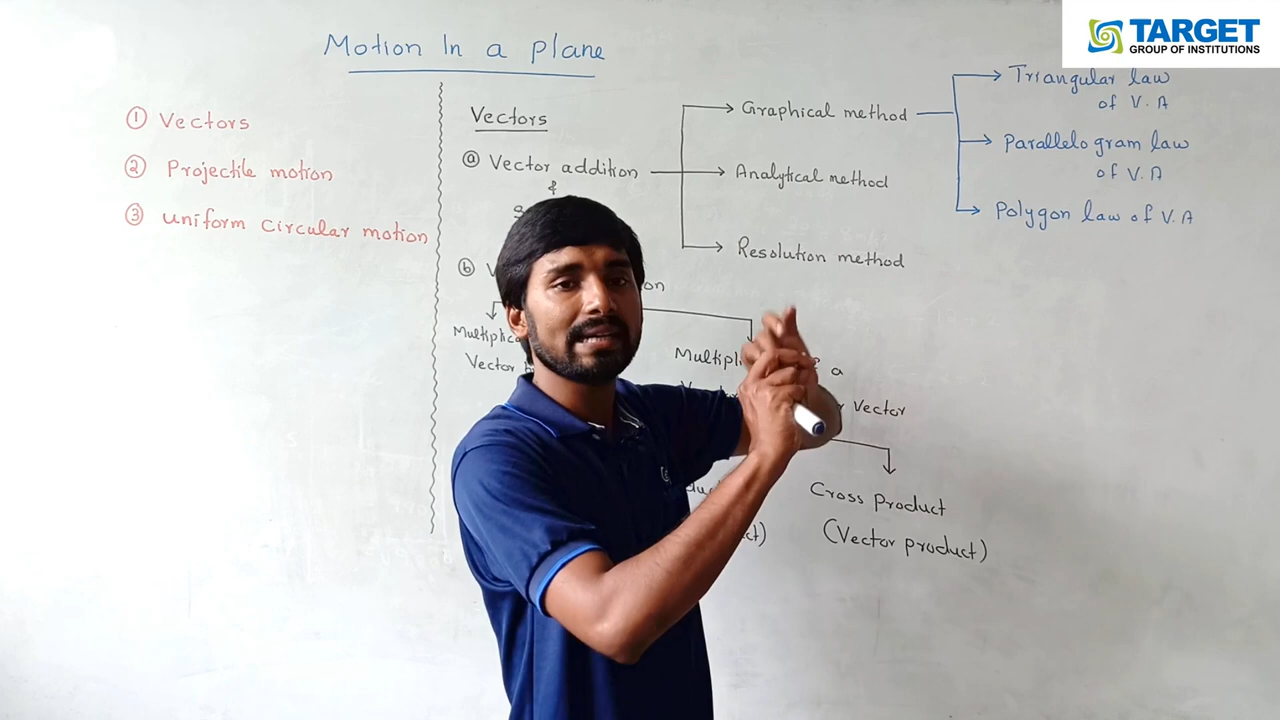 TARGET
GROUP OF INSTITUTIONS
Motion In a plane
① Vectors
② Projectile motion
③ uniform Circular motion
Vectors
ⓐ Vector addition
&
ⓑ
Graphical method
Analytical method
Resolution method
Triangular law
of V.A
Parallelogram law
of V.A
Polygon law of V.A
Vector
a
Vector
Cross product
(Vector product)